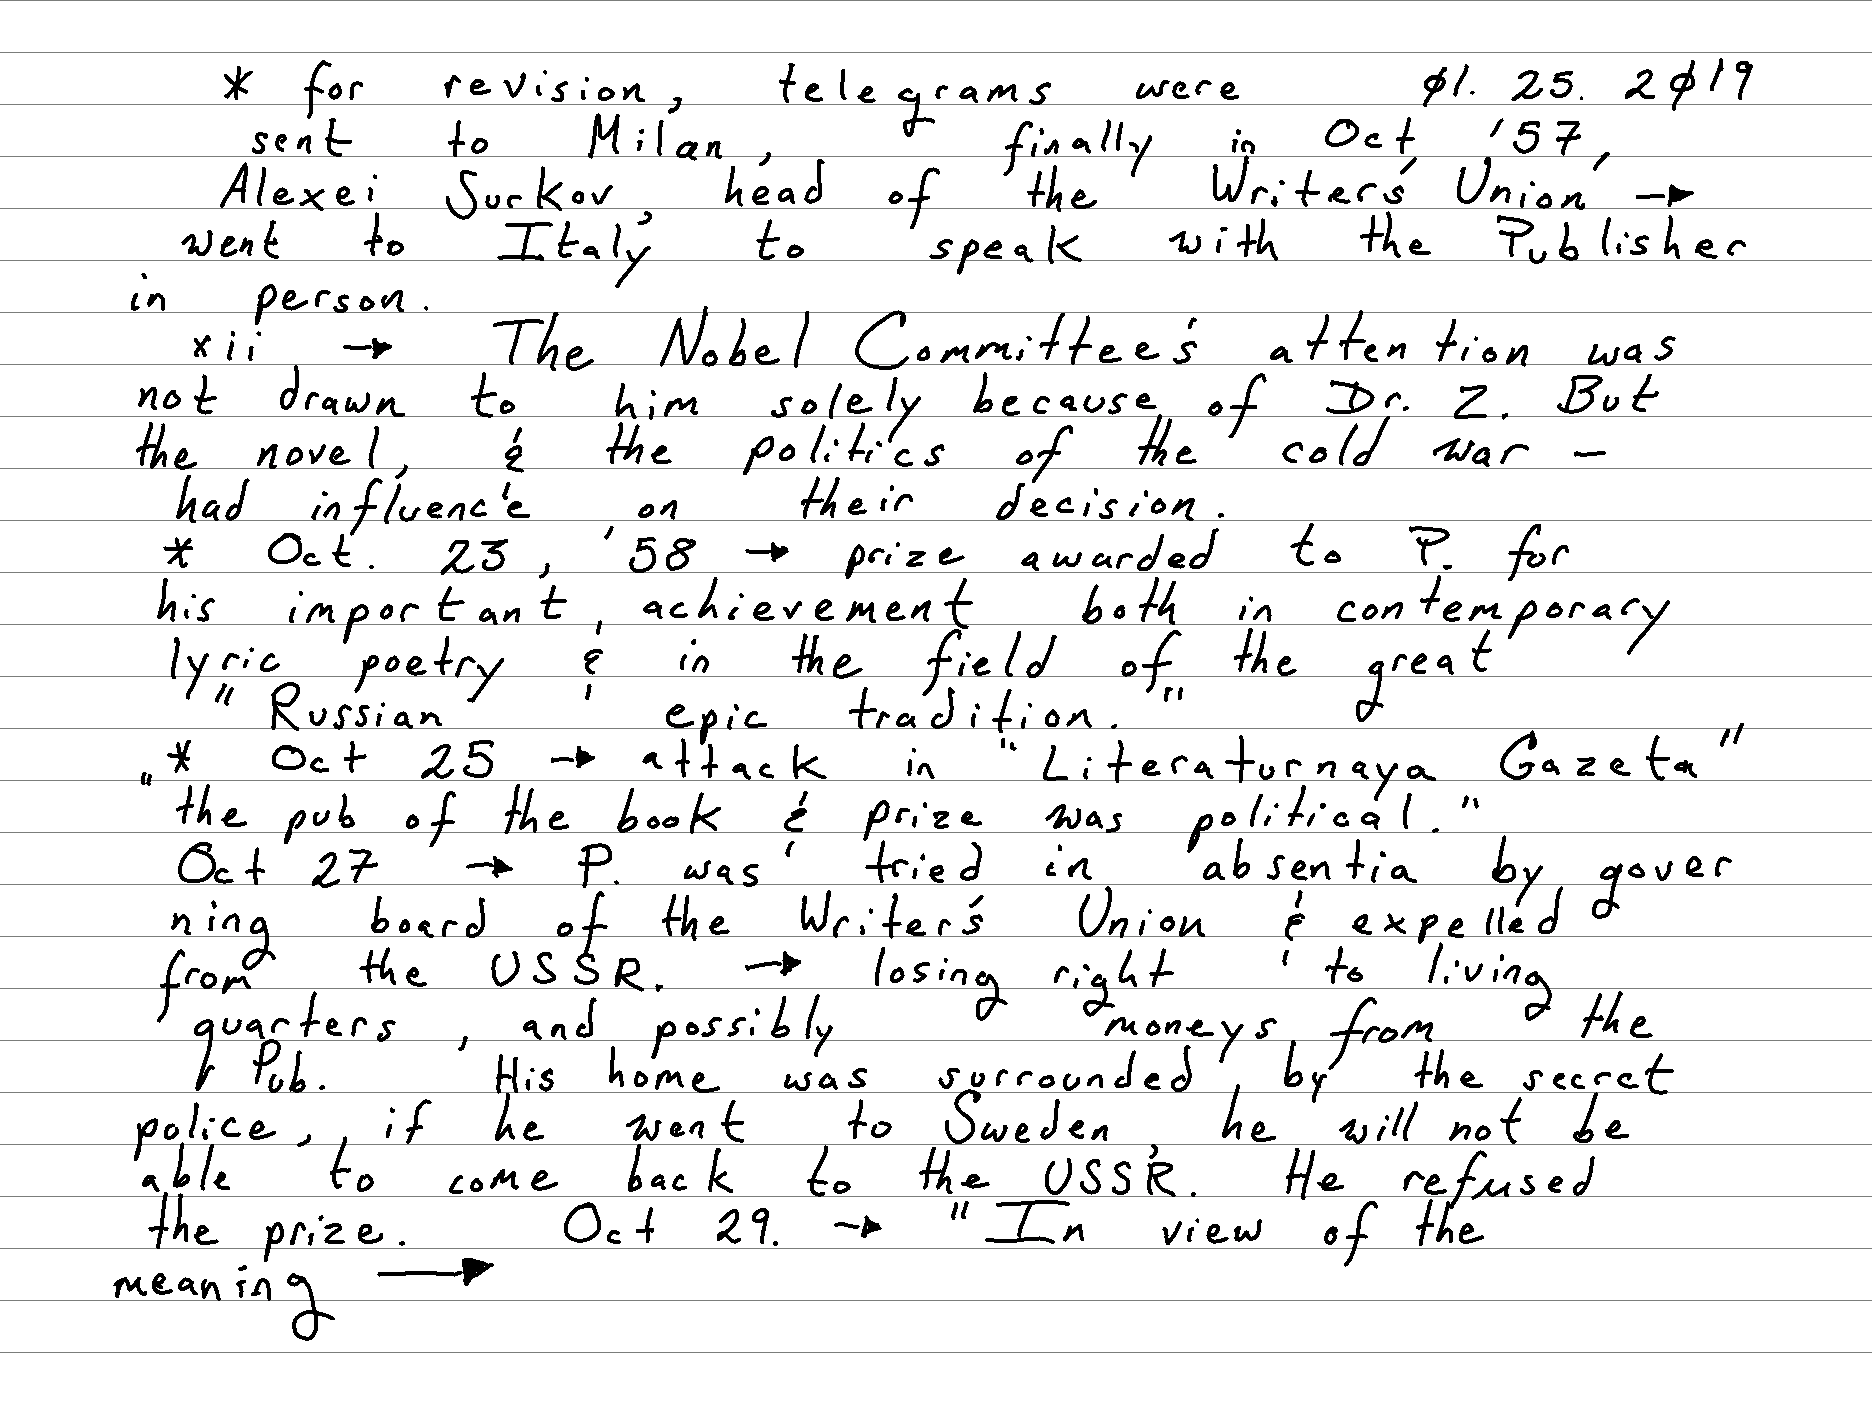 * for revision, telegrams were Ø1. 25. 2Ø19
sent to Milan, finally in Oct '57,
Alexei Surkov, head of the Writer's Union →
went to Italy to speak with the Publisher
in person.
xii → The Nobel Committee's attention was
not drawn to him solely because of Dr. Z. But
the novel, & the politics of the cold war —
had influence on their decision.
* Oct. 23, '58 → prize awarded to P. for
his important achievement both in contemporary
lyric poetry & in the field of the great
"Russian epic tradition."
* Oct 25 → attack in "Literaturnaya Gazeta"
"the pub of the book & prize was political."
Oct 27 → P. was tried in absentia by gover
ning board of the Writer's Union & expelled
from the USSR. → losing right to living
quarters, and possibly moneys from the
Pub. His home was surrounded by the secret
police, if he went to Sweden, he will not be
able to come back to the USSR. He refused
the prize. Oct 29. → "In view of the
meaning →